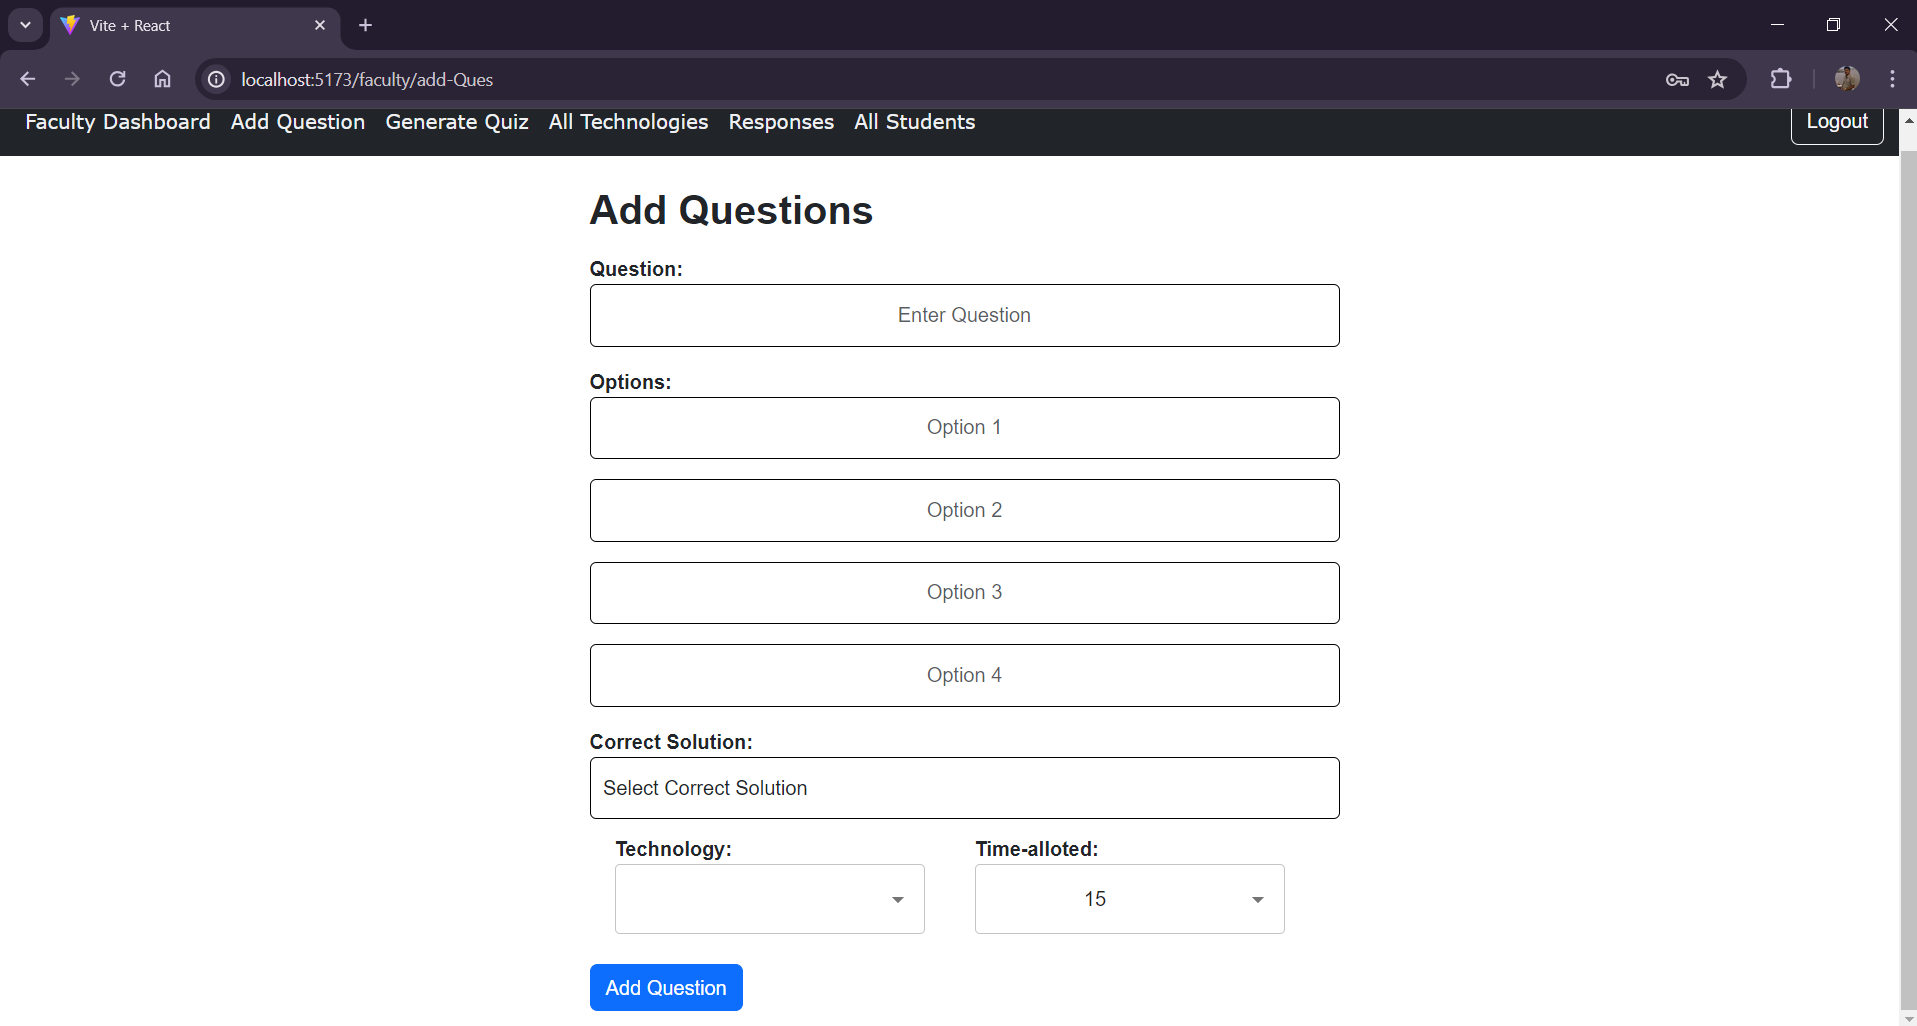 Vite + React
localhost:5173/faculty/add-Ques
Faculty Dashboard Add Question Generate Quiz All Technologies Responses All Students Logout
Add Questions
Question:
Enter Question
Options:
Option 1
Option 2
Option 3
Option 4
Correct Solution:
Select Correct Solution
Technology: Time-alloted:
15
Add Question